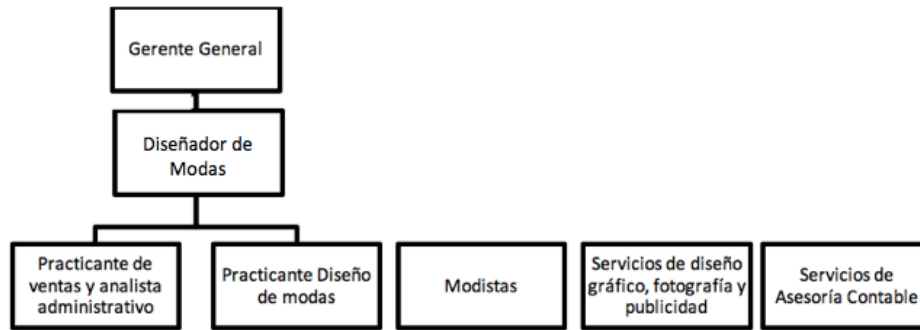 Gerente General
Diseñador de
Modas
Practicante de
ventas y analista
administrativo
Practicante Diseño
de modas
Modistas
Servicios de diseño
gráfico, fotografía y
publicidad
Servicios de
Asesoría Contable